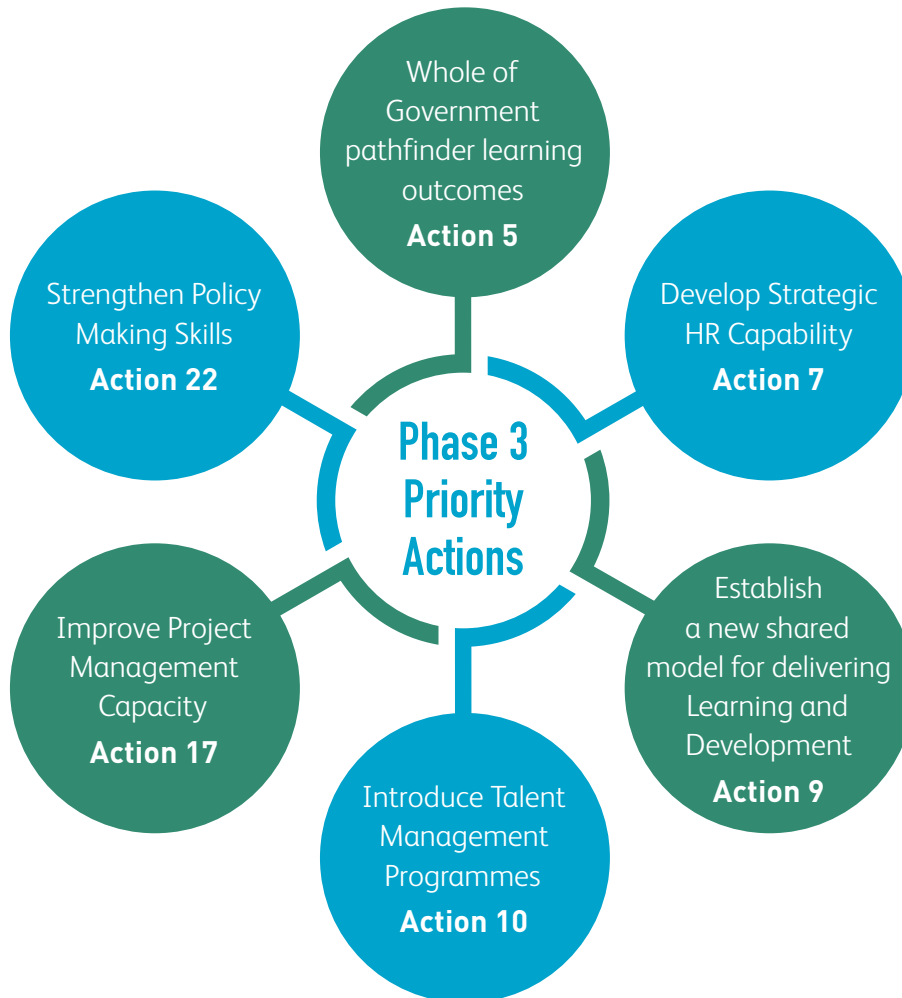 Whole of
Government
pathfinder learning
outcomes
Action 5
Develop Strategic
HR Capability
Action 7
Establish
a new shared
model for delivering
Learning and
Development
Action 9
Introduce Talent
Management
Programmes
Action 10
Improve Project
Management
Capacity
Action 17
Strengthen Policy
Making Skills
Action 22
Phase 3
Priority
Actions